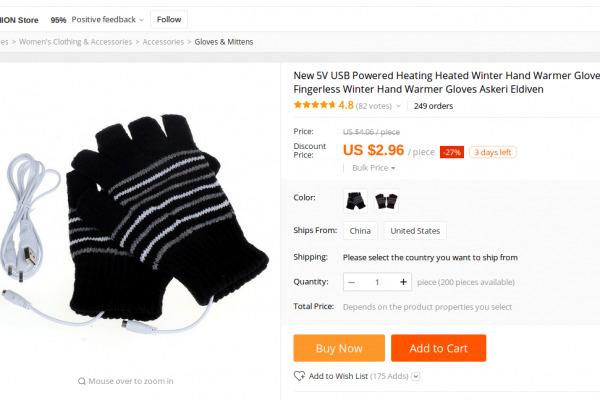 ION Store 95% Positive feedback Follow
es > Women's Clothing & Accessories > Accessories > Gloves & Mittens
New 5V USB Powered Heating Heated Winter Hand Warmer Glove
Fingerless Winter Hand Warmer Gloves Askeri Eldiven
4.8 (82 votes) 249 orders
Price: US $4.06 / piece
Discount Price: US $2.96 / piece -27% 3 days left
Bulk Price
Color:
Ships From: China United States
Shipping: Please select the country you want to ship from
Quantity: 1 piece (200 pieces available)
Total Price: Depends on the product properties you select
Buy Now Add to Cart
Mouse over to zoom in
Add to Wish List (175 Adds)